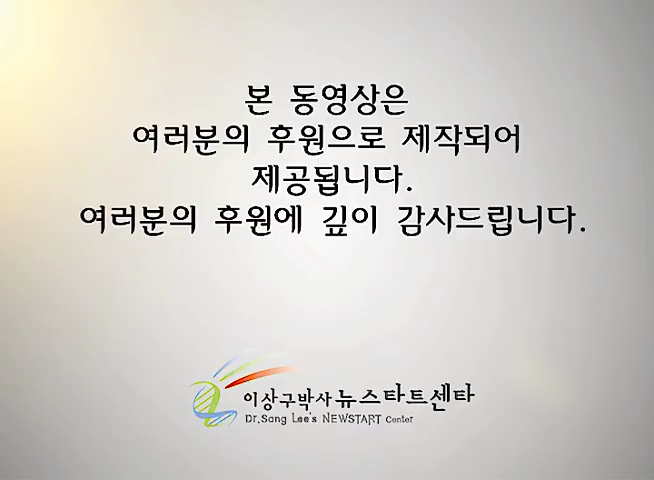 본 동영상은
여러분의 후원으로 제작되어
제공됩니다.
여러분의 후원에 깊이 감사드립니다.
이상구박사 뉴스타트센타
Dr.Sang Lee's NEWSTART Center